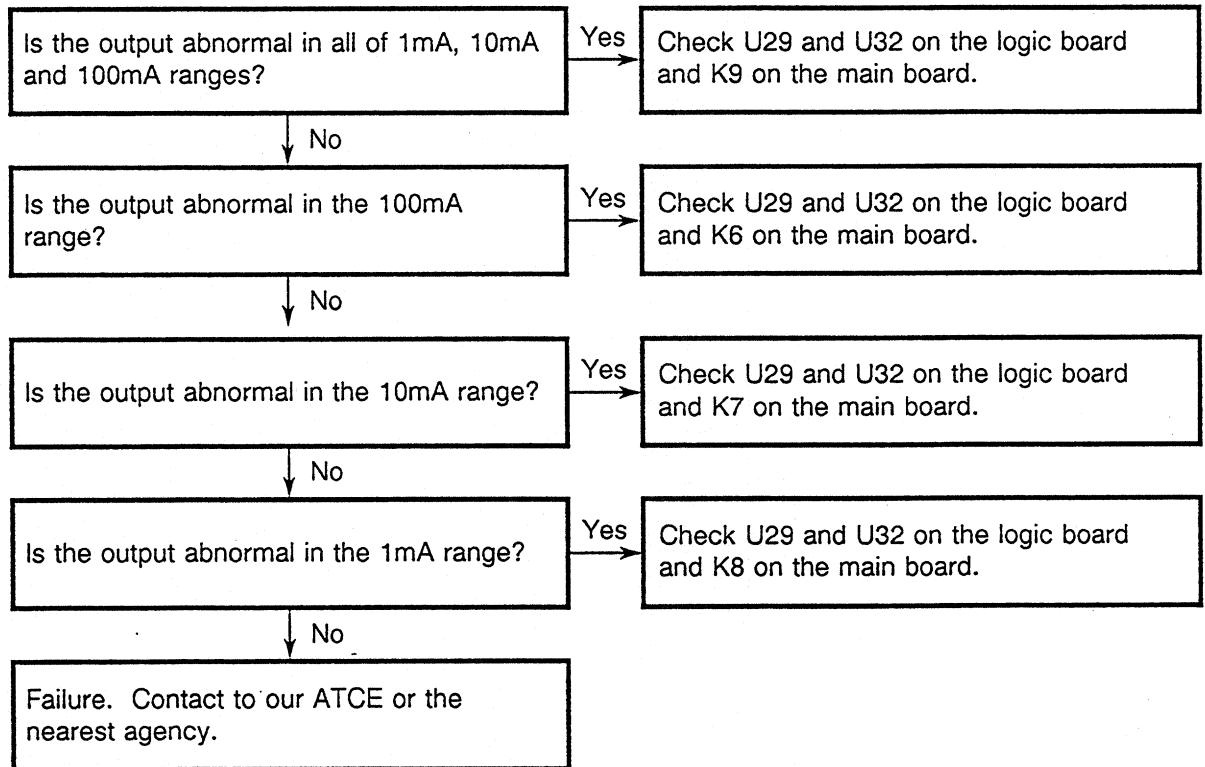 Is the output abnormal in all of 1mA, 10mA
and 100mA ranges?
Yes
Check U29 and U32 on the logic board
and K9 on the main board.
No
Is the output abnormal in the 100mA
range?
Yes
Check U29 and U32 on the logic board
and K6 on the main board.
No
Is the output abnormal in the 10mA range?
Yes
Check U29 and U32 on the logic board
and K7 on the main board.
No
Is the output abnormal in the 1mA range?
Yes
Check U29 and U32 on the logic board
and K8 on the main board.
No
Failure. Contact to our ATCE or the
nearest agency.